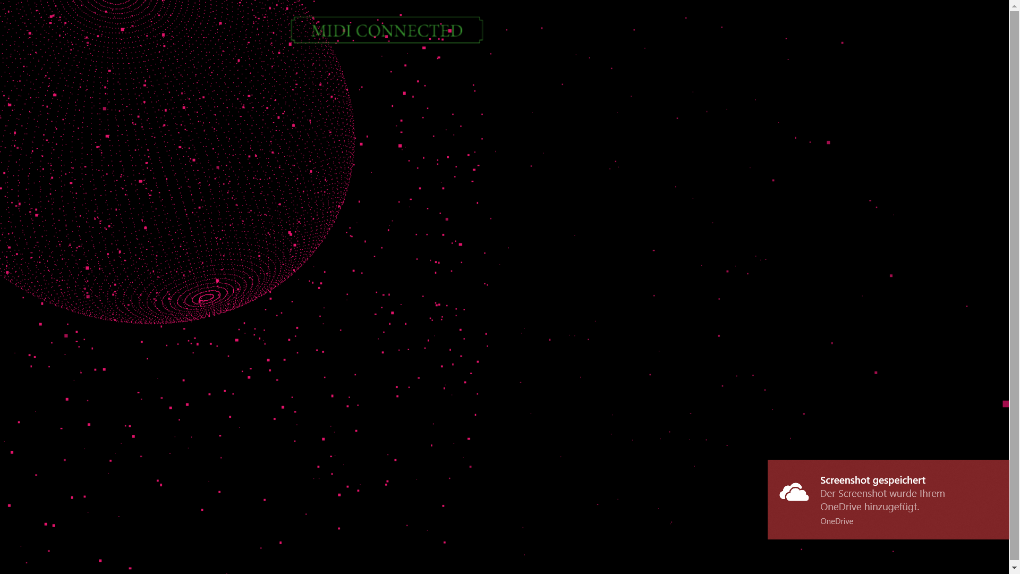 MIDI CONNECTED
Screenshot gespeichert
Der Screenshot wurde Ihrem
OneDrive hinzugefügt.
OneDrive